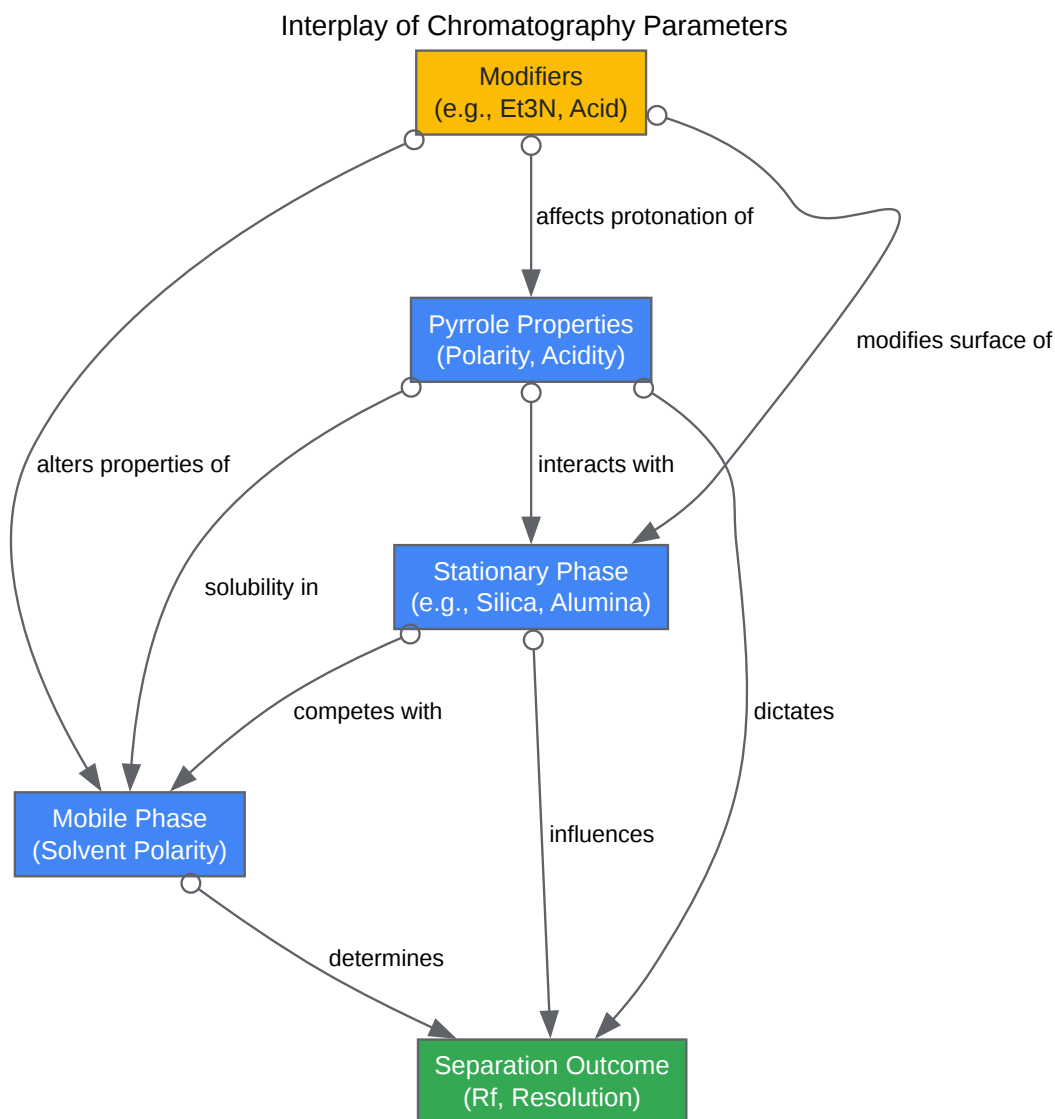 Interplay of Chromatography Parameters
Modifiers
(e.g., Et3N, Acid)
affects protonation of
modifies surface of
Pyrrole Properties
(Polarity, Acidity)
alters properties of
interacts with
solubility in
Stationary Phase
(e.g., Silica, Alumina)
competes with
dictates
Mobile Phase
(Solvent Polarity)
influences
determines
Separation Outcome
(Rf, Resolution)